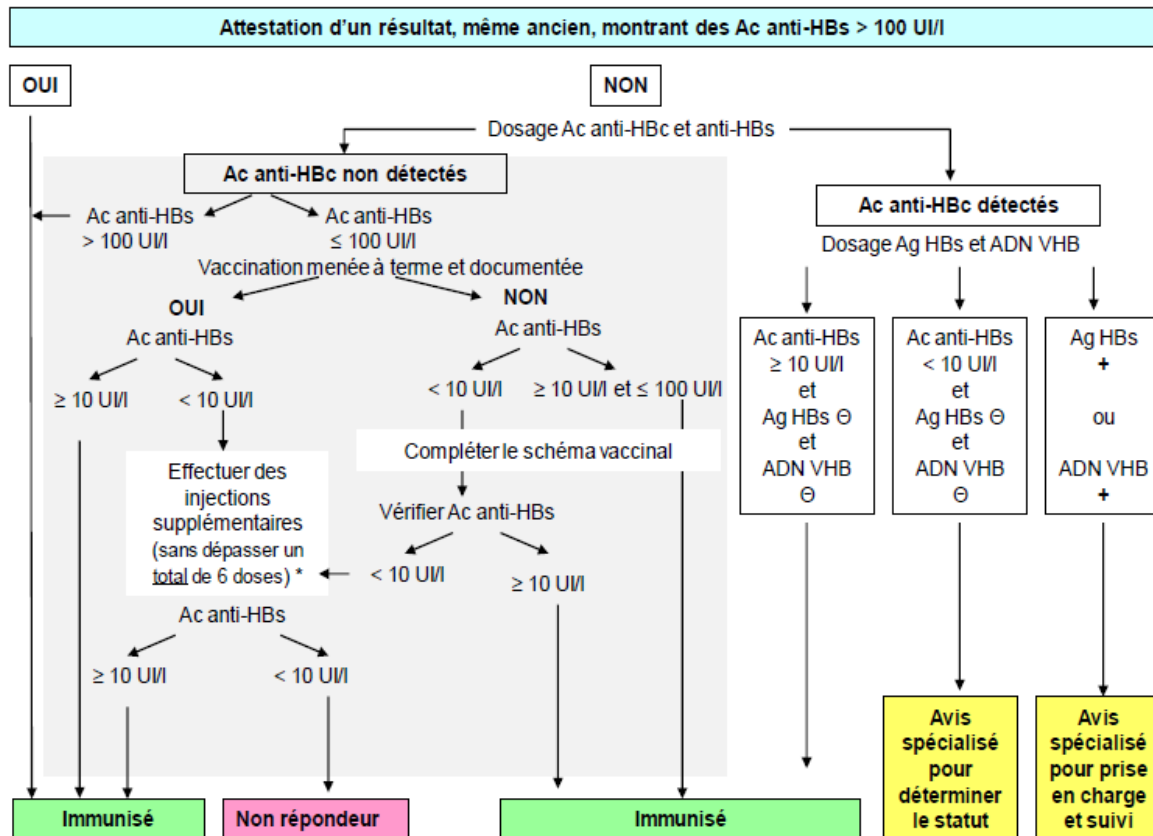 Attestation d'un résultat, même ancien, montrant des Ac anti-HBs > 100 UI/l
OUI
NON
Dosage Ac anti-HBc et anti-HBs
Ac anti-HBc non détectés
Ac anti-HBs
> 100 UI/l
Ac anti-HBs
≤ 100 UI/l
Vaccination menée à terme et documentée
OUI
Ac anti-HBs
≥ 10 UI/l
< 10 UI/l
Effectuer des
injections
supplémentaires
(sans dépasser un
total de 6 doses) *
Ac anti-HBs
≥ 10 UI/l
< 10 UI/l
NON
Ac anti-HBs
< 10 UI/l
≥ 10 UI/l et ≤ 100 UI/l
Compléter le schéma vaccinal
Vérifier Ac anti-HBs
< 10 UI/l
≥ 10 UI/l
Ac anti-HBc détectés
Dosage Ag HBs et ADN VHB
Ac anti-HBs
≥ 10 UI/l
et
Ag HBs Θ
et
ADN VHB
Θ
Ac anti-HBs
< 10 UI/l
et
Ag HBs Θ
et
ADN VHB
Θ
Ag HBs
+
ou
ADN VHB
+
Immunisé
Non répondeur
Immunisé
Avis
spécialisé
pour
déterminer
le statut
Avis
spécialisé
pour prise
en charge
et suivi